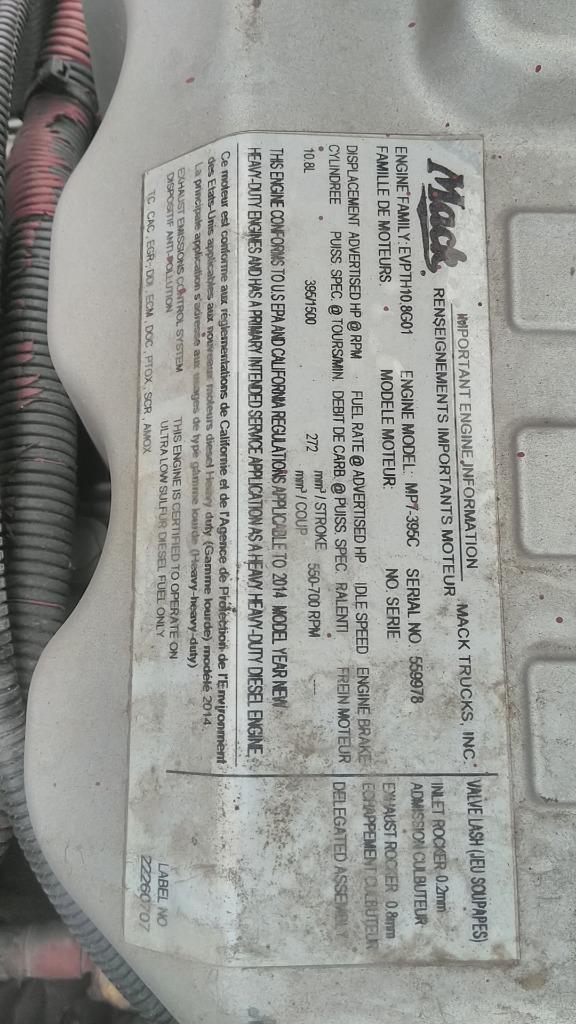 Mack
IMPORTANT ENGINE INFORMATION MACK TRUCKS, INC.
RENSEIGNEMENTS IMPORTANTS MOTEUR
ENGINE FAMILY: EVPTH10.8G01 ENGINE MODEL: MP7-395C SERIAL NO. 559978
FAMILLE DE MOTEURS. MODELE MOTEUR: NO. SERIE
DISPLACEMENT ADVERTISED HP @ RPM FUEL RATE @ ADVERTISED HP IDLE SPEED ENGINE BRAKE
CYLINDREE PUISS. SPEC. @ TOURS/MIN. DEBIT DE CARB. @ PUISS. SPEC RALENTI FREIN MOTEUR
10.8L 395/1500 272 mm³ / STROKE 550-700 RPM
mm³ / COUP
THIS ENGINE CONFORMS TO U.S EPA AND CALIFORNIA REGULATIONS APPLICABLE TO 2014 MODEL YEAR NEW
HEAVY-DUTY ENGINES AND HAS A PRIMARY INTENDED SERVICE APPLICATION AS A HEAVY HEAVY-DUTY DIESEL ENGINE.
Ce moteur est conforme aux réglementations de Californie et de l'Agence de Protection de l'Environment
des Etats-Unis applicables aux nouveaux moteurs diesel Heavy duty (Gamme lourde) modelé 2014.
La principale application s'adresse aux usages de type gamme lourde (Heavy-heavy-duty)
EXHAUST EMISSIONS CONTROL SYSTEM THIS ENGINE IS CERTIFIED TO OPERATE ON
DISPOSITIF ANTI-POLLUTION ULTRA LOW SULFUR DIESEL FUEL ONLY
TC, CAC, EGR, DDI, ECM, DOC, PTOX, SCR, AMOX
VALVE LASH (JEU SOUPAPES)
INLET ROCKER 0.2mm
ADMISSION CULBUTEUR
EXHAUST ROCKER 0.8mm
ECHAPPEMENT CULBUTEUR
DELEGATED ASSEMBLY
LABEL NO
22260707